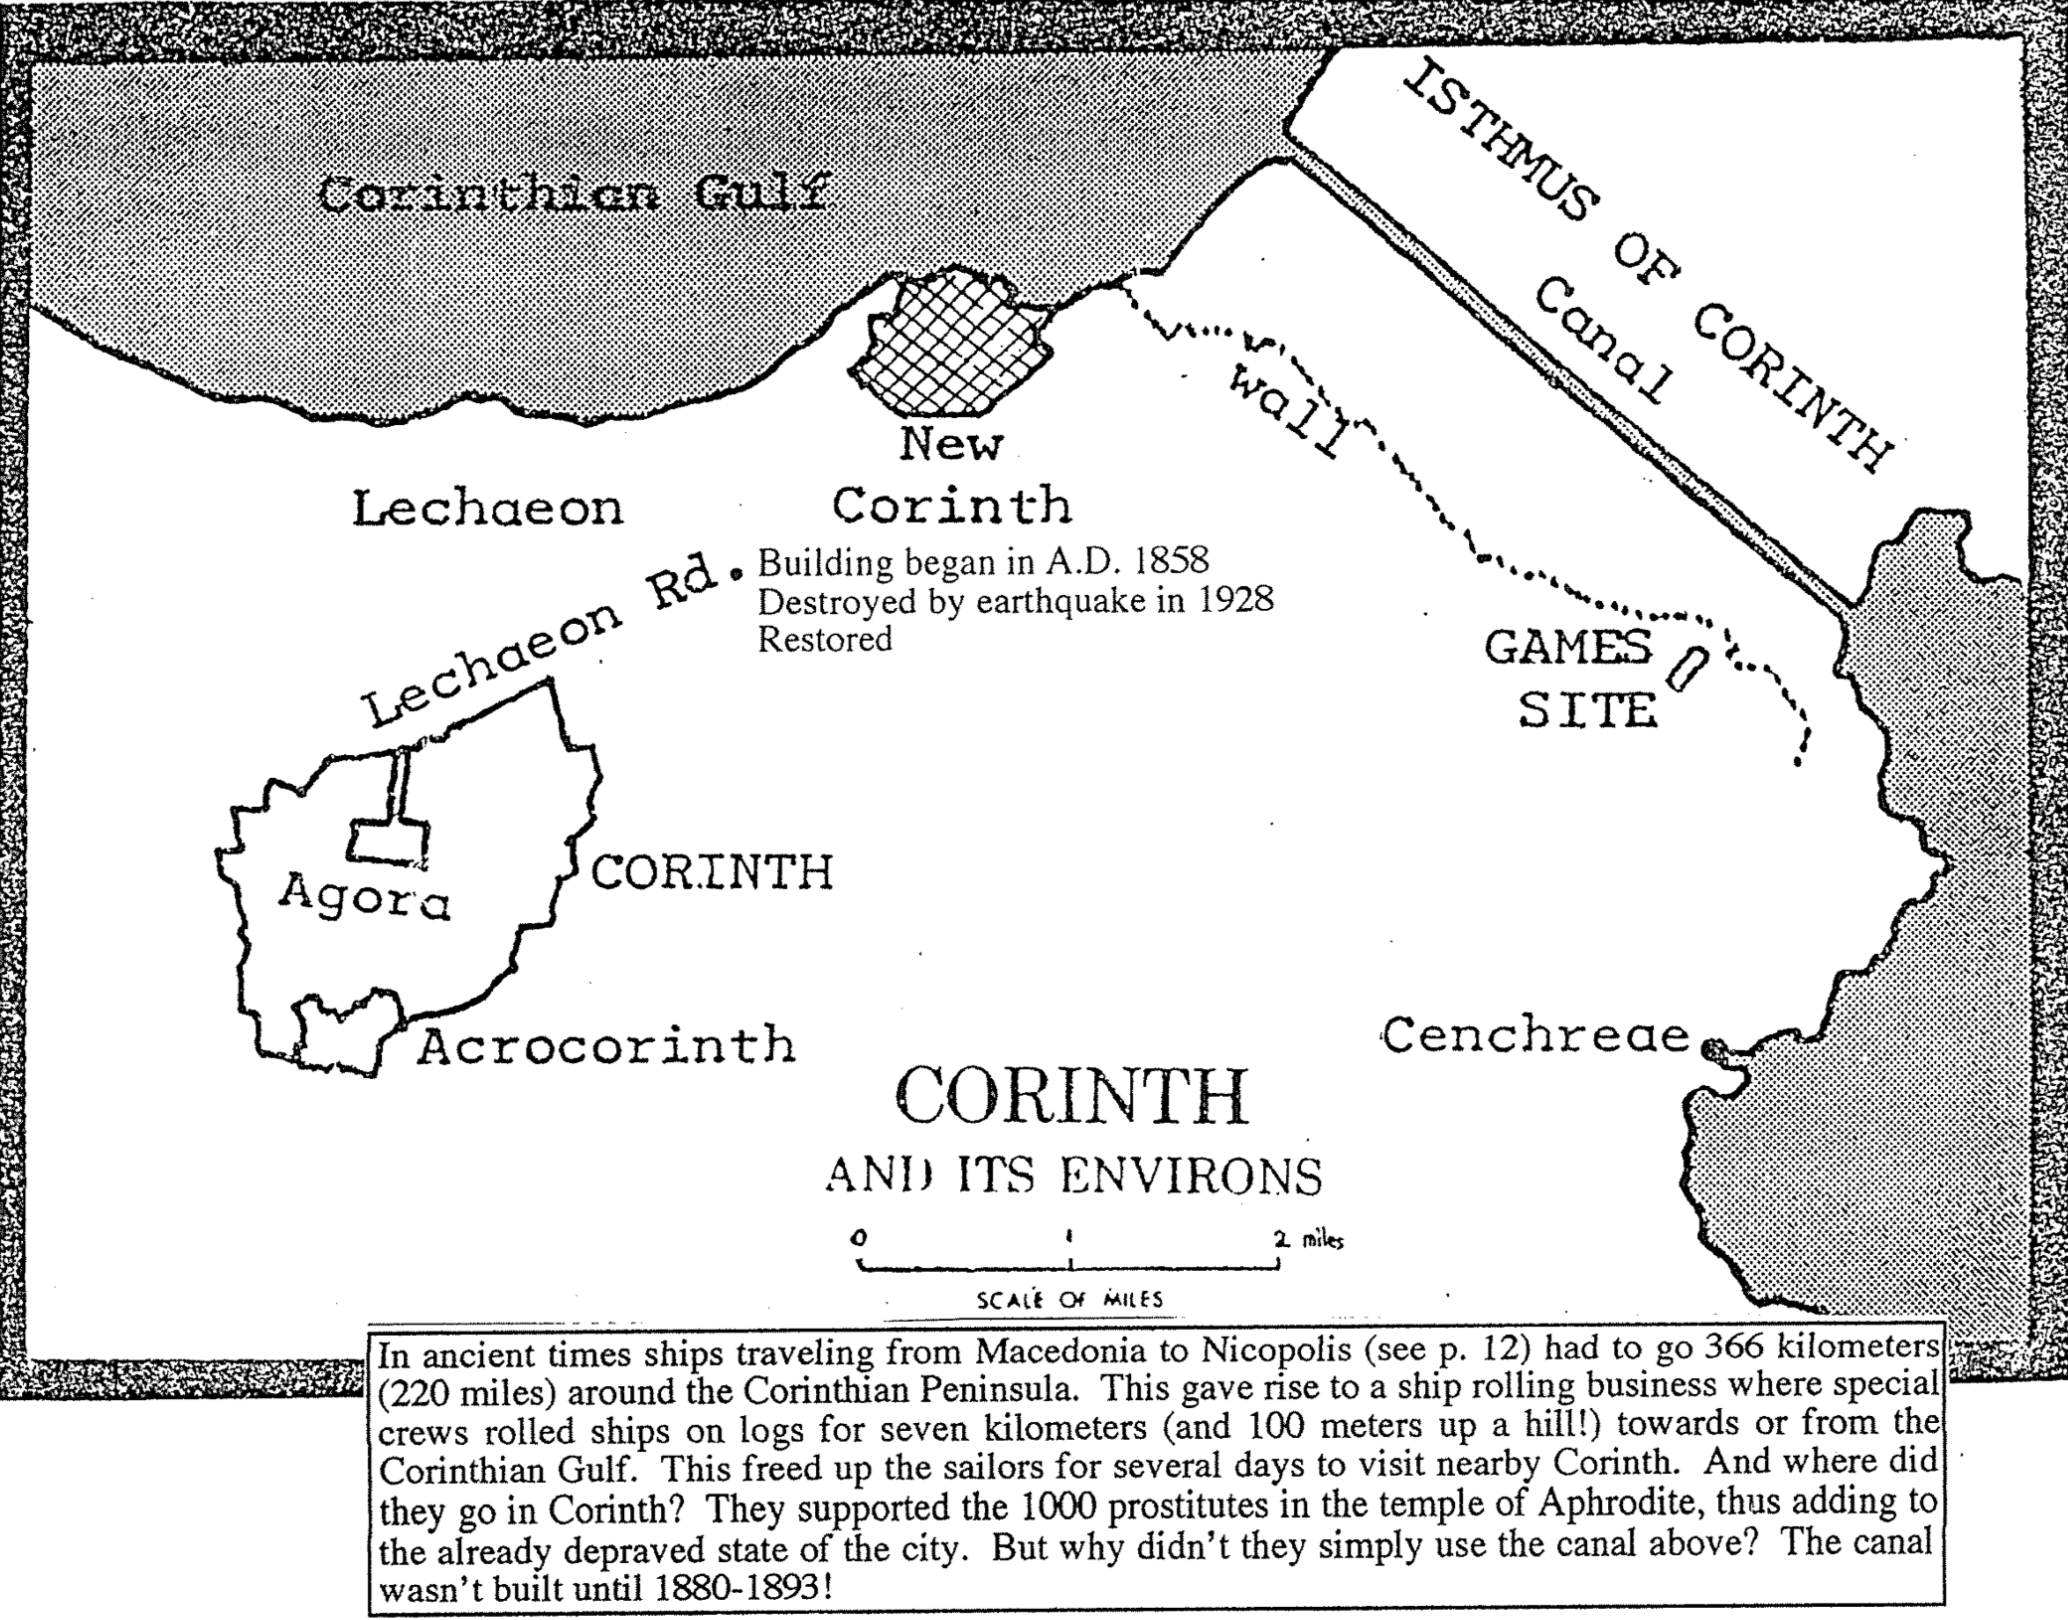 Corinthian Gulf
ISTHMUS OF CORINTH
Canal
wall
New
Corinth
Lechaeon
Lechaeon Rd.
Building began in A.D. 1858
Destroyed by earthquake in 1928
Restored
GAMES
SITE
CORINTH
Agora
Acrocorinth
Cenchreae
CORINTH
AND ITS ENVIRONS
0 1 2 miles
SCALE OF MILES
In ancient times ships traveling from Macedonia to Nicopolis (see p. 12) had to go 366 kilometers
(220 miles) around the Corinthian Peninsula. This gave rise to a ship rolling business where special
crews rolled ships on logs for seven kilometers (and 100 meters up a hill!) towards or from the
Corinthian Gulf. This freed up the sailors for several days to visit nearby Corinth. And where did
they go in Corinth? They supported the 1000 prostitutes in the temple of Aphrodite, thus adding to
the already depraved state of the city. But why didn't they simply use the canal above? The canal
wasn't built until 1880-1893!